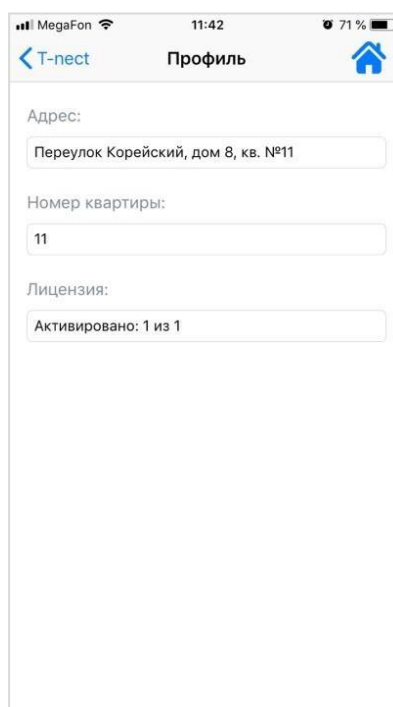 MegaFon 11:42 71 %
T-nect Профиль
Адрес:
Переулок Корейский, дом 8, кв. №11
Номер квартиры:
11
Лицензия:
Активировано: 1 из 1